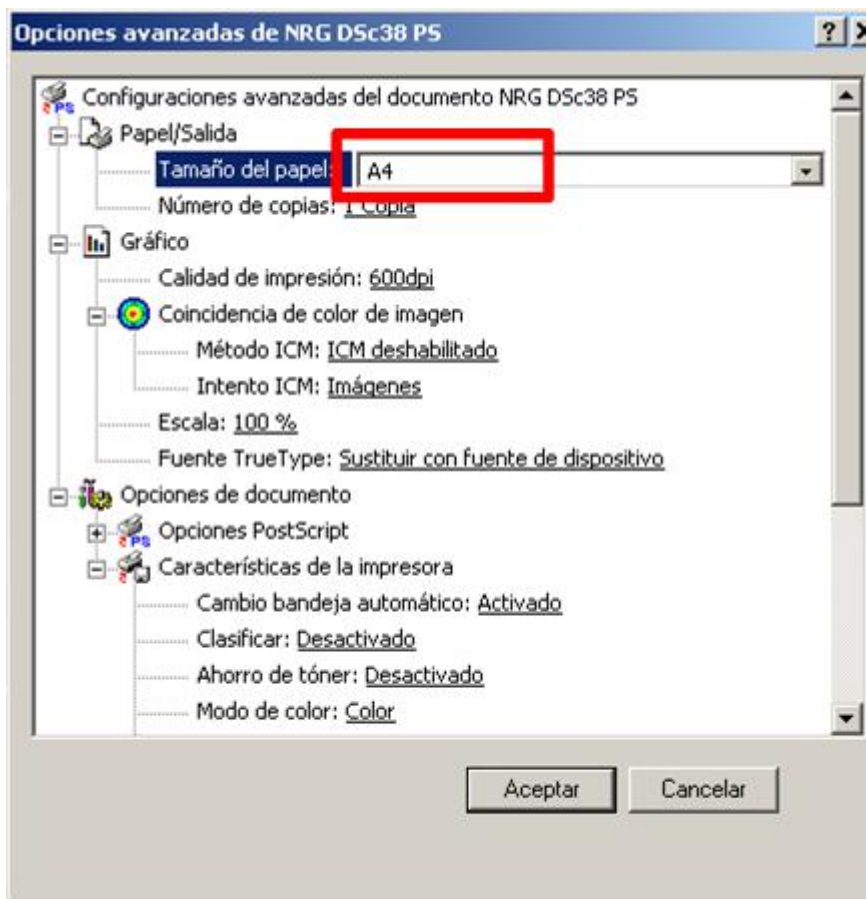 Opciones avanzadas de NRG DSc38 PS
Configuraciones avanzadas del documento NRG DSc38 PS
Papel/Salida
Tamaño del papel: A4
Número de copias: 1 Copia
Gráfico
Calidad de impresión: 600dpi
Coincidencia de color de imagen
Método ICM: ICM deshabilitado
Intento ICM: Imágenes
Escala: 100 %
Fuente TrueType: Sustituir con fuente de dispositivo
Opciones de documento
Opciones PostScript
Características de la impresora
Cambio bandeja automático: Activado
Clasificar: Desactivado
Ahorro de tóner: Desactivado
Modo de color: Color
Aceptar Cancelar